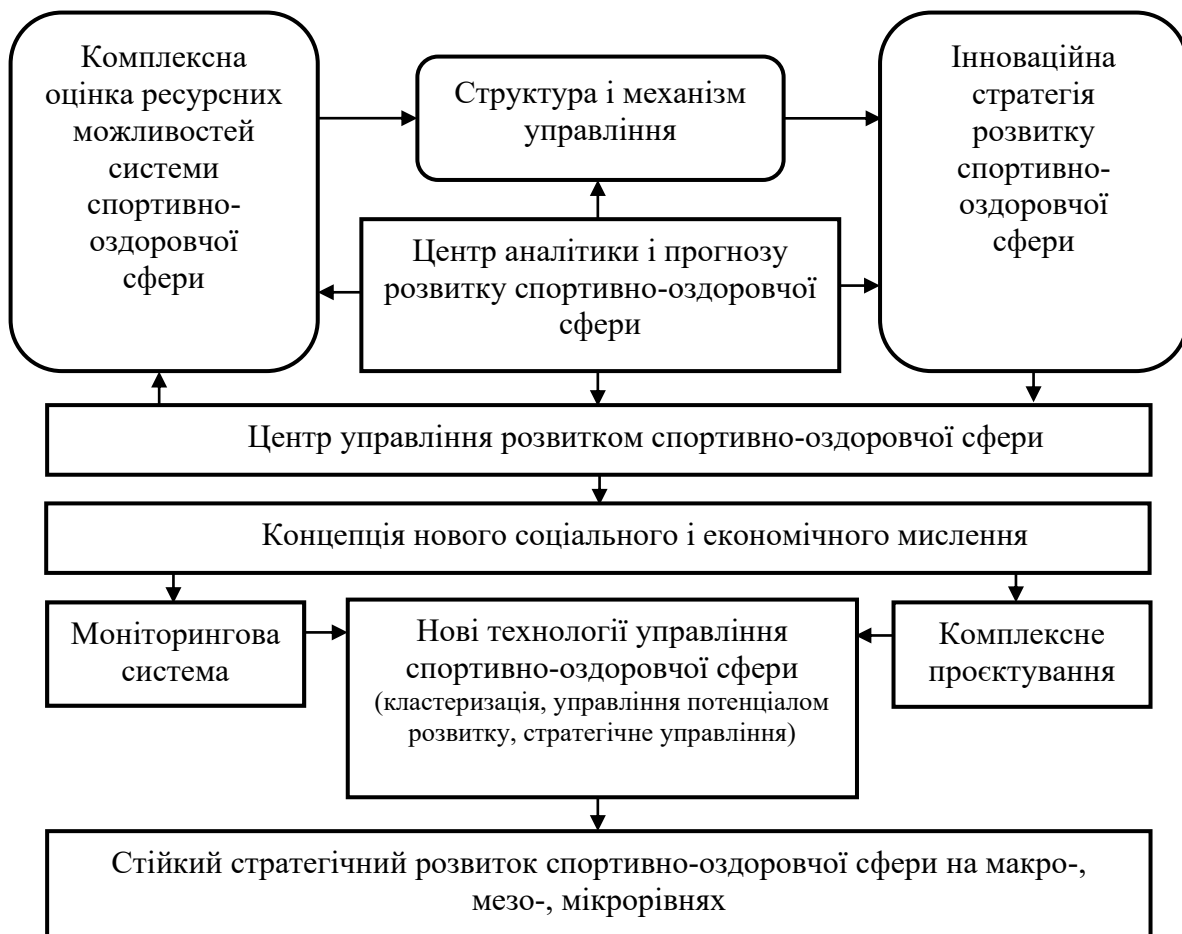 Комплексна
оцінка ресурсних
можливостей
системи
спортивно-
оздоровчої
сфери
Структура і механізм
управління
Інноваційна
стратегія
розвитку
спортивно-
оздоровчої
сфери
Центр аналітики і прогнозу
розвитку спортивно-оздоровчої
сфери
Центр управління розвитком спортивно-оздоровчої сфери
Концепція нового соціального і економічного мислення
Моніторингова
система
Нові технології управління
спортивно-оздоровчої сфери
(кластеризація, управління потенціалом
розвитку, стратегічне управління)
Комплексне
проєктування
Стійкий стратегічний розвиток спортивно-оздоровчої сфери на макро-,
мезо-, мікрорівнях